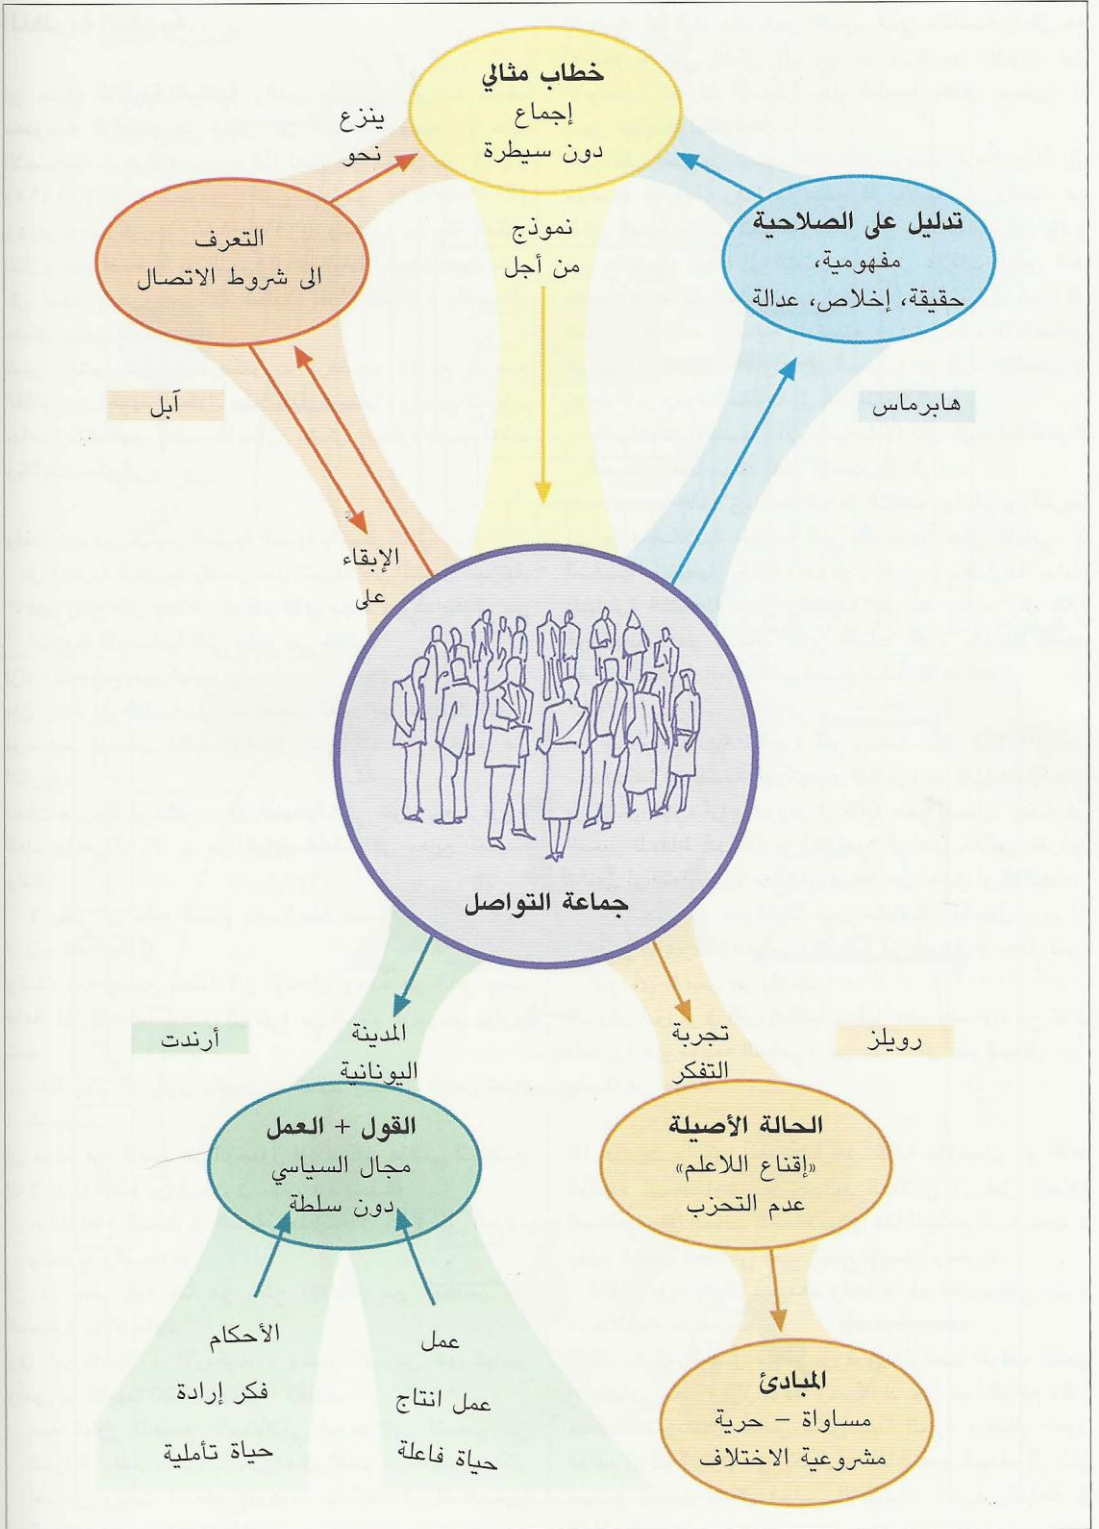 خطاب مثالي
إجماع
دون سيطرة
ينزع
نحو
تدليل على الصلاحية
مفهومية،
حقيقة، إخلاص، عدالة
التعرف
الى شروط الاتصال
نموذج
من أجل
هابرماس
آبل
الإبقاء
على
جماعة التواصل
رويلز
تجربة
التفكر
المدينة
اليونانية
أرندت
الحالة الأصيلة
«إقناع اللاعلم»
عدم التحزب
القول + العمل
مجال السياسي
دون سلطة
المبادئ
مساواة – حرية
مشروعية الاختلاف
عمل
عمل انتاج
حياة فاعلة
الأحكام
فكر إرادة
حياة تأملية